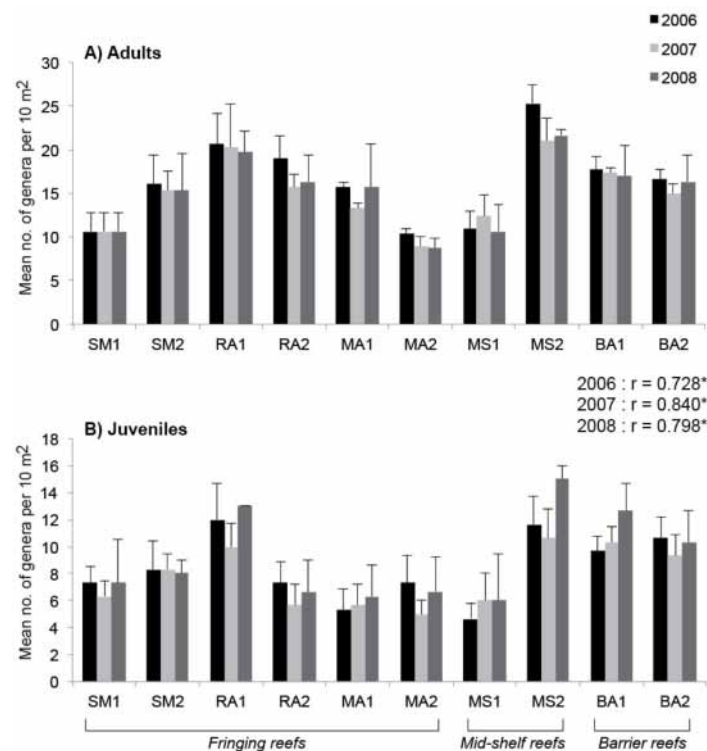 2006
2007
2008
A) Adults
Mean no. of genera per 10 m2
30
25
20
15
10
5
0
SM1 SM2 RA1 RA2 MA1 MA2 MS1 MS2 BA1 BA2
2006 : r = 0.728*
2007 : r = 0.840*
2008 : r = 0.798*
B) Juveniles
Mean no. of genera per 10 m2
18
16
14
12
10
8
6
4
2
0
SM1 SM2 RA1 RA2 MA1 MA2 MS1 MS2 BA1 BA2
Fringing reefs Mid-shelf reefs Barrier reefs